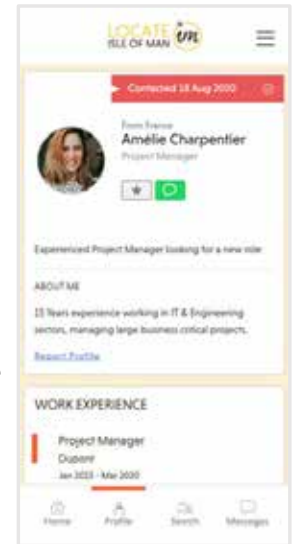 LOCATE im
ISLE OF MAN
Contacted 18 Aug 2020
From France
Amélie Charpentier
Project Manager
Experienced Project Manager looking for a new role
ABOUT ME
15 Years experience working in IT & Engineering
sectors, managing large business critical projects.
Report Profile
WORK EXPERIENCE
Project Manager
Dupont
Jan 2015 - Mar 2020
Home Profile Search Messages